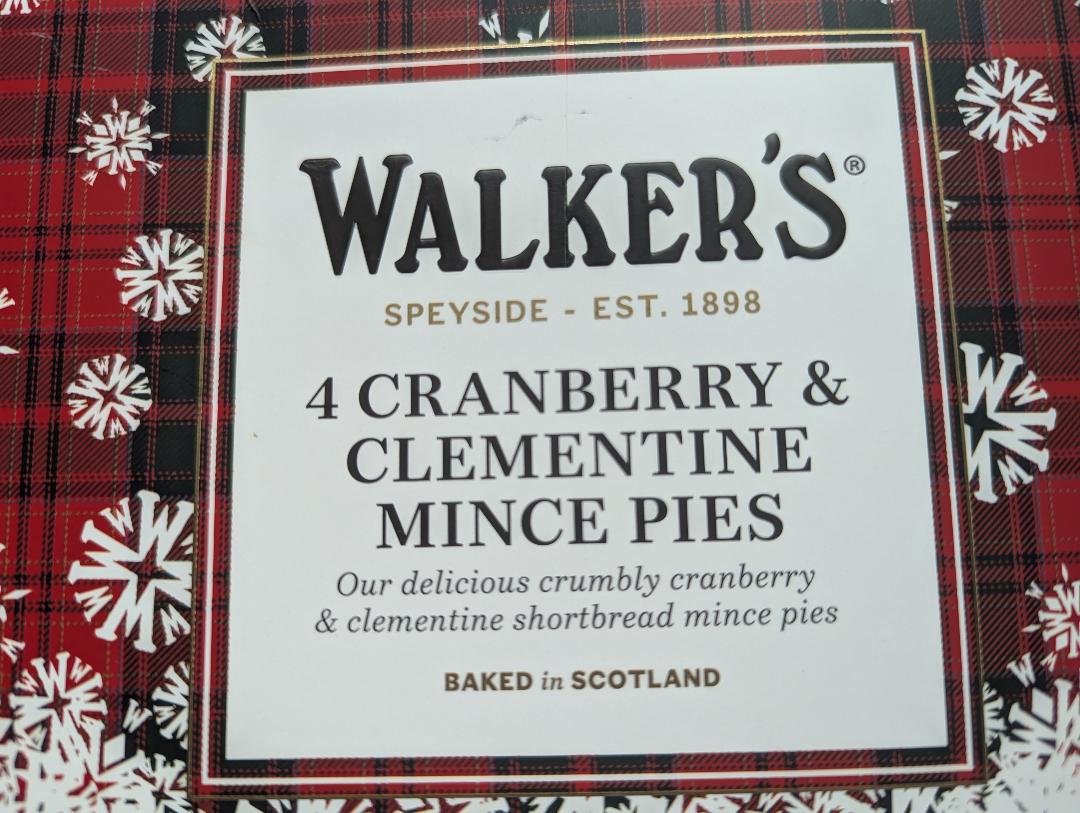 WALKER'S®
SPEYSIDE - EST. 1898
4 CRANBERRY &
CLEMENTINE
MINCE PIES
Our delicious crumbly cranberry
& clementine shortbread mince pies
BAKED in SCOTLAND